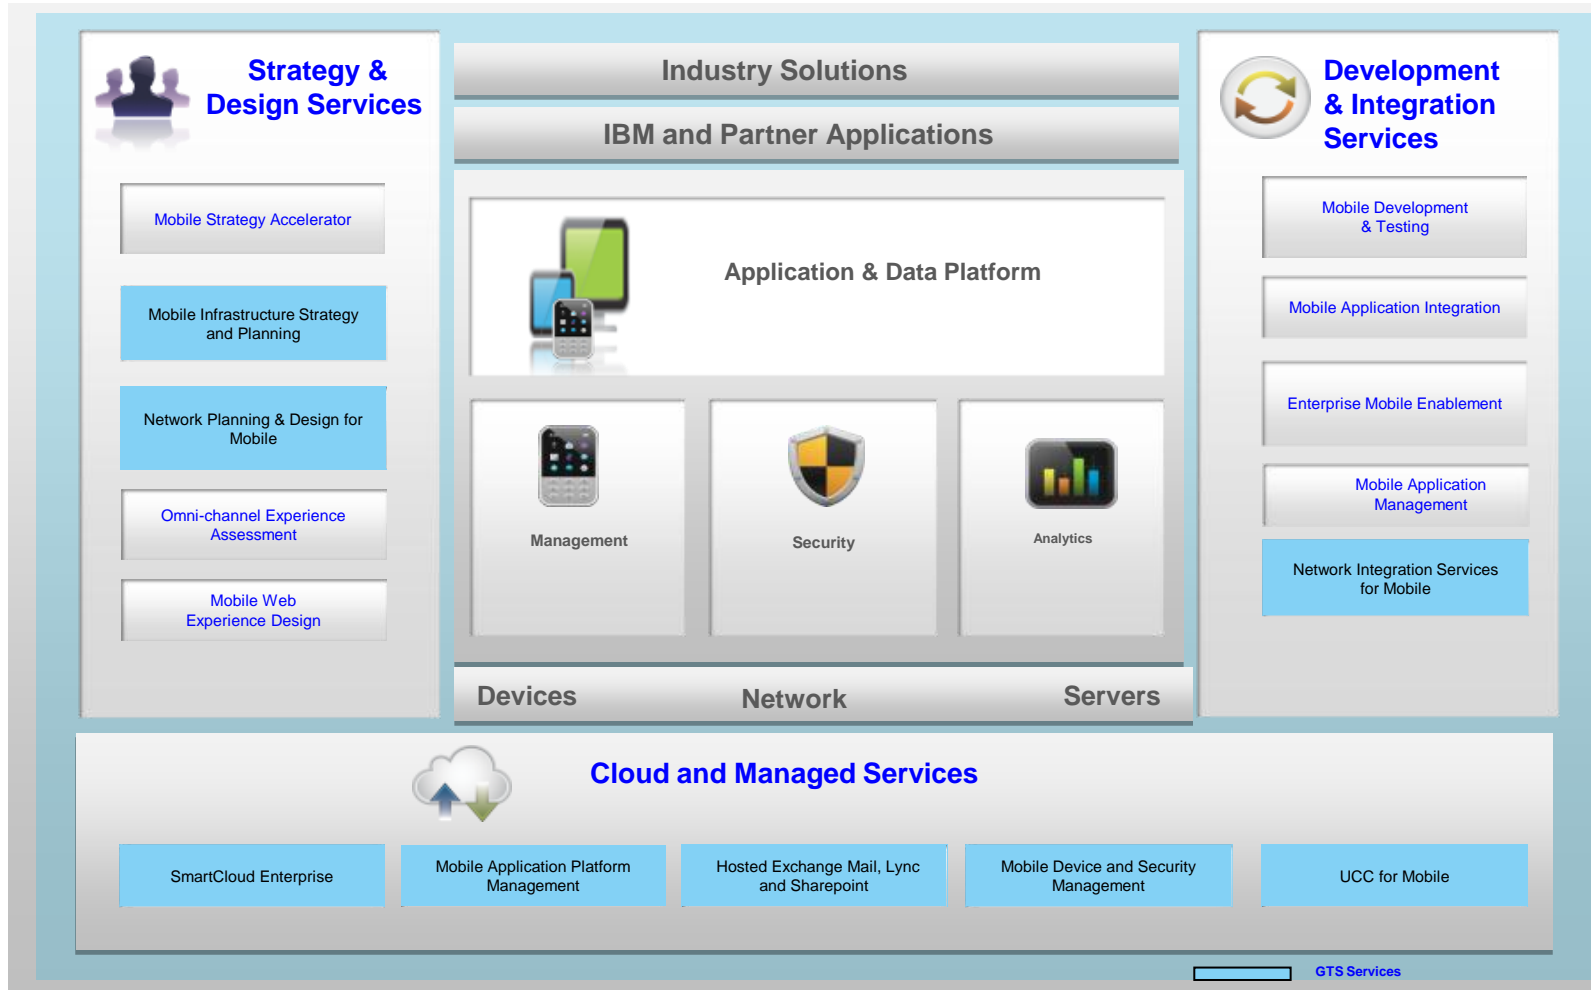 Strategy &
Design Services
Mobile Strategy Accelerator
Mobile Infrastructure Strategy
and Planning
Network Planning & Design for
Mobile
Omni-channel Experience
Assessment
Mobile Web
Experience Design
Industry Solutions
IBM and Partner Applications
Application & Data Platform
Management
Security
Analytics
Devices
Network
Servers
Development
& Integration
Services
Mobile Development
& Testing
Mobile Application Integration
Enterprise Mobile Enablement
Mobile Application
Management
Network Integration Services
for Mobile
Cloud and Managed Services
SmartCloud Enterprise
Mobile Application Platform
Management
Hosted Exchange Mail, Lync
and Sharepoint
Mobile Device and Security
Management
UCC for Mobile
GTS Services